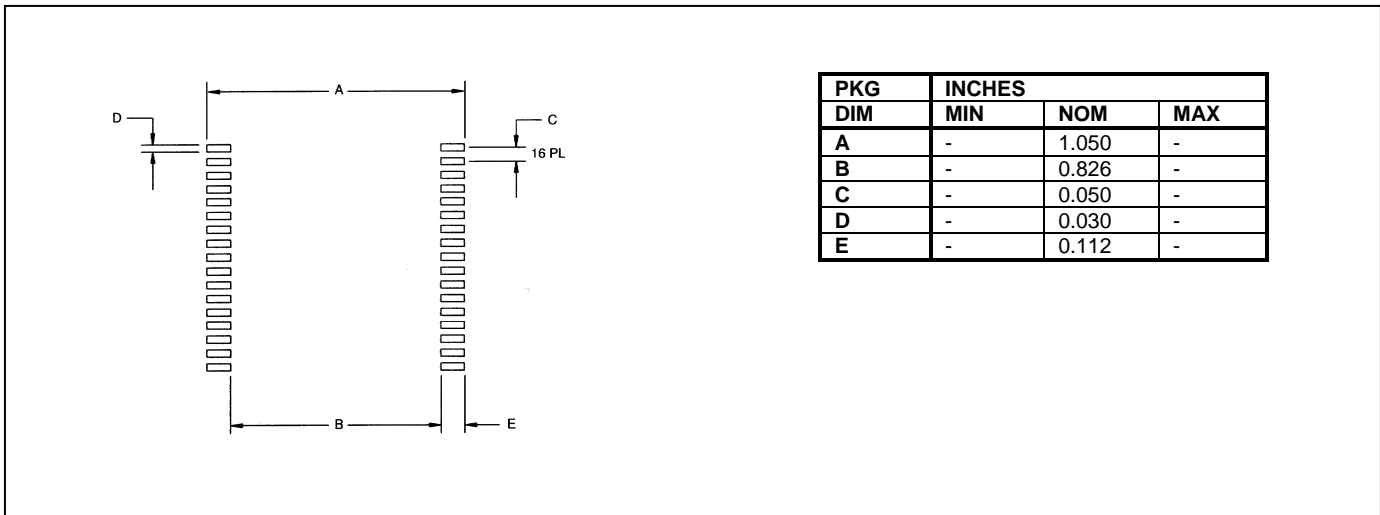 A
D
C
16 PL
B
E
PKG INCHES
DIM MIN NOM MAX
A - 1.050 -
B - 0.826 -
C - 0.050 -
D - 0.030 -
E - 0.112 -